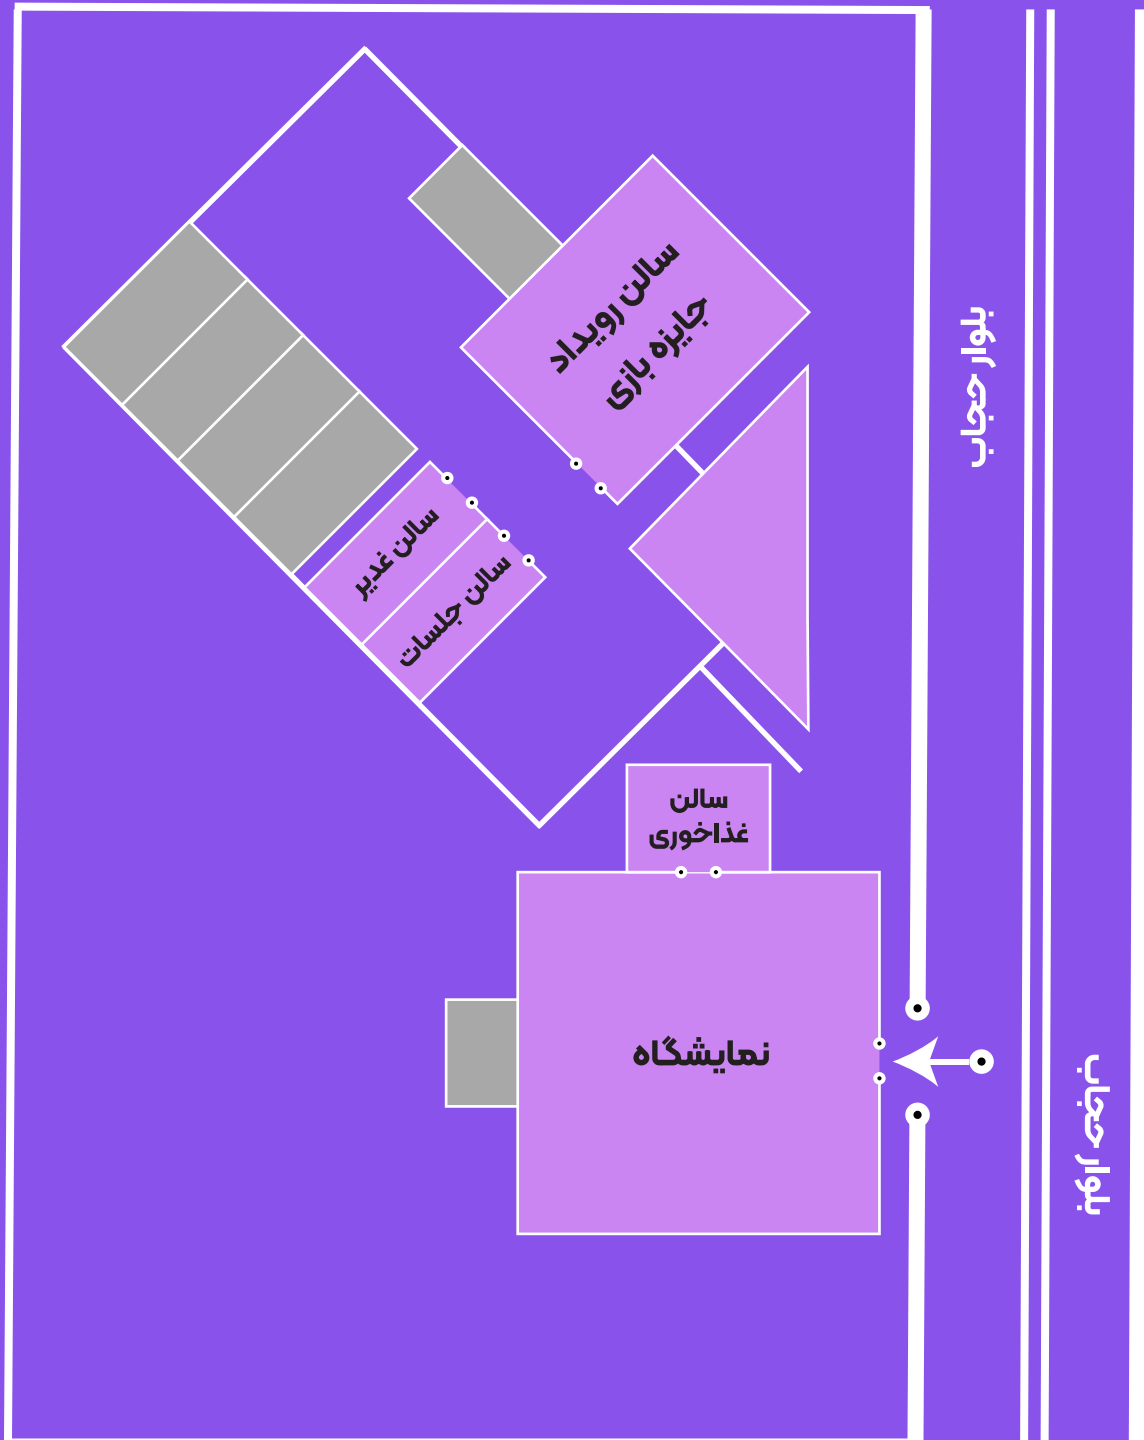 سالن رویداد
جایزه بازی
سالن غدیر
سالن جلسات
سالن
غذاخوری
نمایشگاه
بلوار حجاب
بلوار حجاب